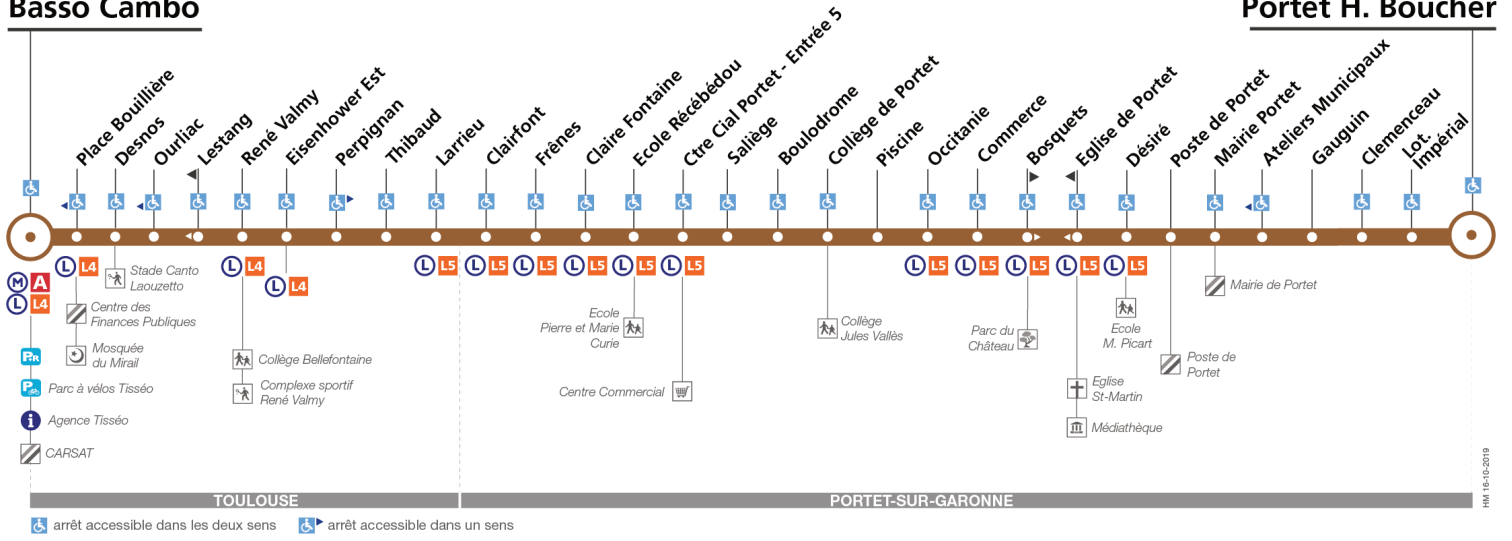 Basso Cambo
Portet H. Boucher
Place Bouillière
Desnos
Ourliac
Lestang
René Valmy
Eisenhower Est
Perpignan
Thibaud
Larrieu
Clairfont
Frênes
Claire Fontaine
Ecole Récébédou
Ctre Cial Portet - Entrée 5
Saliège
Boulodrome
Collège de Portet
Piscine
Occitanie
Commerce
Bosquets
Eglise de Portet
Désiré
Poste de Portet
Mairie Portet
Ateliers Municipaux
Gauguin
Clemenceau
Lot.
Impérial
M A
L L4
L L4
L L4
L L4
L L5
L L5
L L5
L L5
L L5
L L5
L L5
L L5
L L5
L L5
L L5
P+R
P
Parc à vélos Tisséo
i Agence Tisséo
CARSAT
Centre des
Finances Publiques
Mosquée
du Mirail
Stade Canto
Laouzetto
Collège Bellefontaine
Complexe sportif
René Valmy
Ecole
Pierre et Marie
Curie
Centre Commercial
Collège
Jules Vallès
Parc du
Château
Eglise
St-Martin
Médiathèque
Ecole
M. Picart
Poste de
Portet
Mairie de Portet
HM 16-10-2019
TOULOUSE
PORTET-SUR-GARONNE
arrêt accessible dans les deux sens
arrêt accessible dans un sens